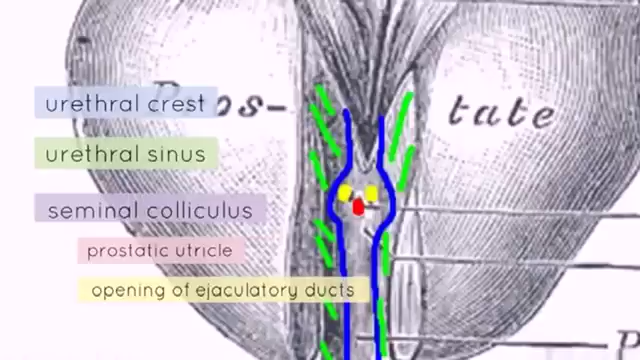 Pros- tate
urethral crest
urethral sinus
seminal colliculus
prostatic utricle
opening of ejaculatory ducts